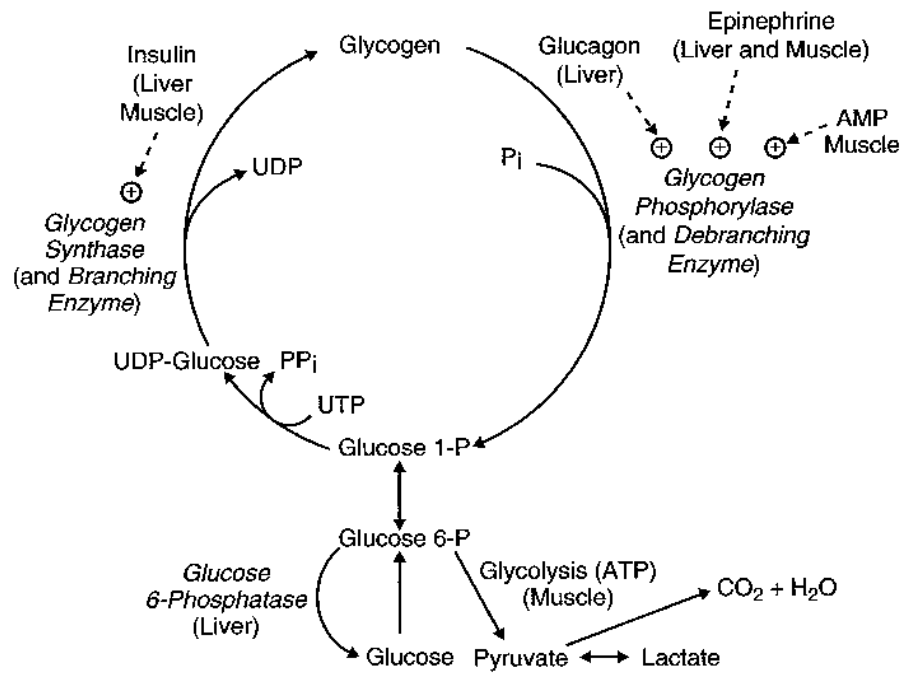 Glycogen
Insulin
(Liver
Muscle)
Glucagon
(Liver)
Epinephrine
(Liver and Muscle)
AMP
Muscle
+
+
+
+
UDP
Pi
Glycogen
Synthase
(and Branching
Enzyme)
Glycogen
Phosphorylase
(and Debranching
Enzyme)
UDP-Glucose
PPi
UTP
Glucose 1-P
Glucose 6-P
Glucose
6-Phosphatase
(Liver)
Glycolysis (ATP)
(Muscle)
CO2 + H2O
Glucose
Pyruvate
Lactate